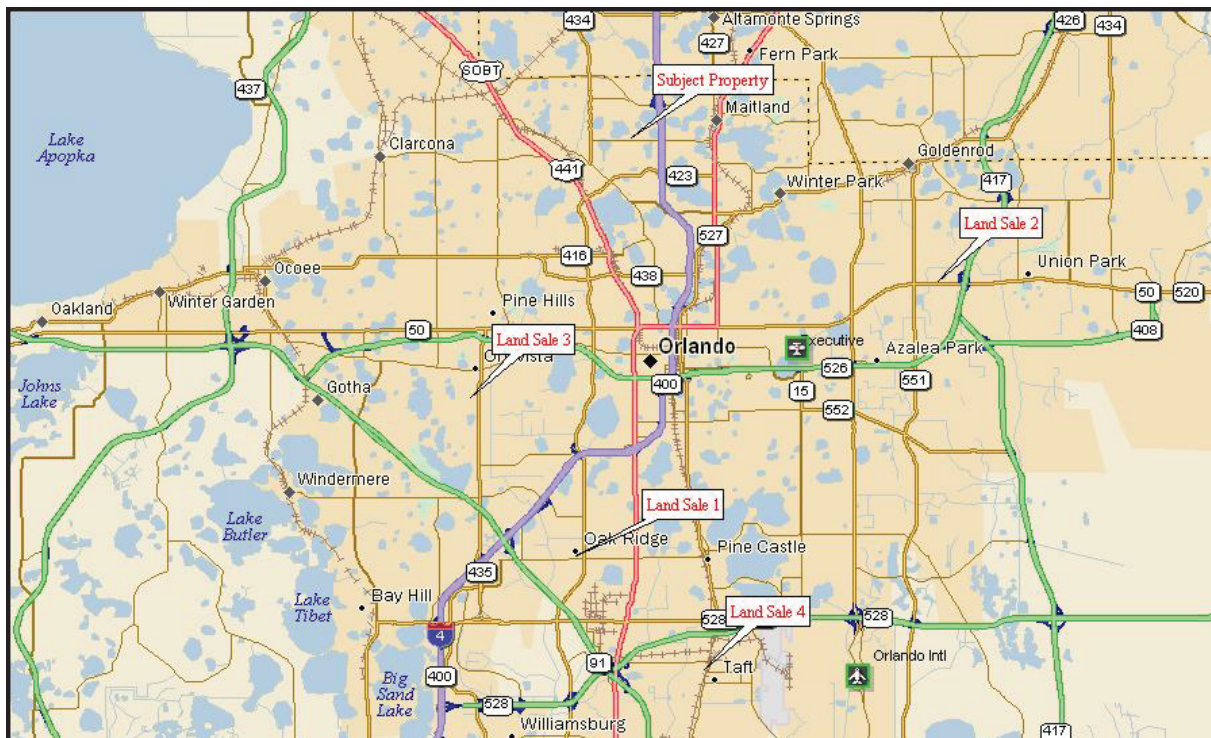 434
427
Altamonte Springs
426
434
Fern Park
SOBT
Subject Property
437
Maitland
Lake
Apopka
Clarcona
Goldenrod
441
423
417
Winter Park
Land Sale 2
527
416
Ocoee
438
Union Park
Winter Garden
50
520
Oakland
Pine Hills
50
408
Land Sale 3
Orlando
xecutive
Azalea Park
526
Johns
Lake
Gotha
400
15
551
552
Windermere
Land Sale 1
Lake
Butler
Oak Ridge
Pine Castle
435
Lake
Tibet
Bay Hill
Land Sale 4
528
528
4
91
Taft
Orlando Intl
400
Big
Sand
Lake
528
Williamsburg
417